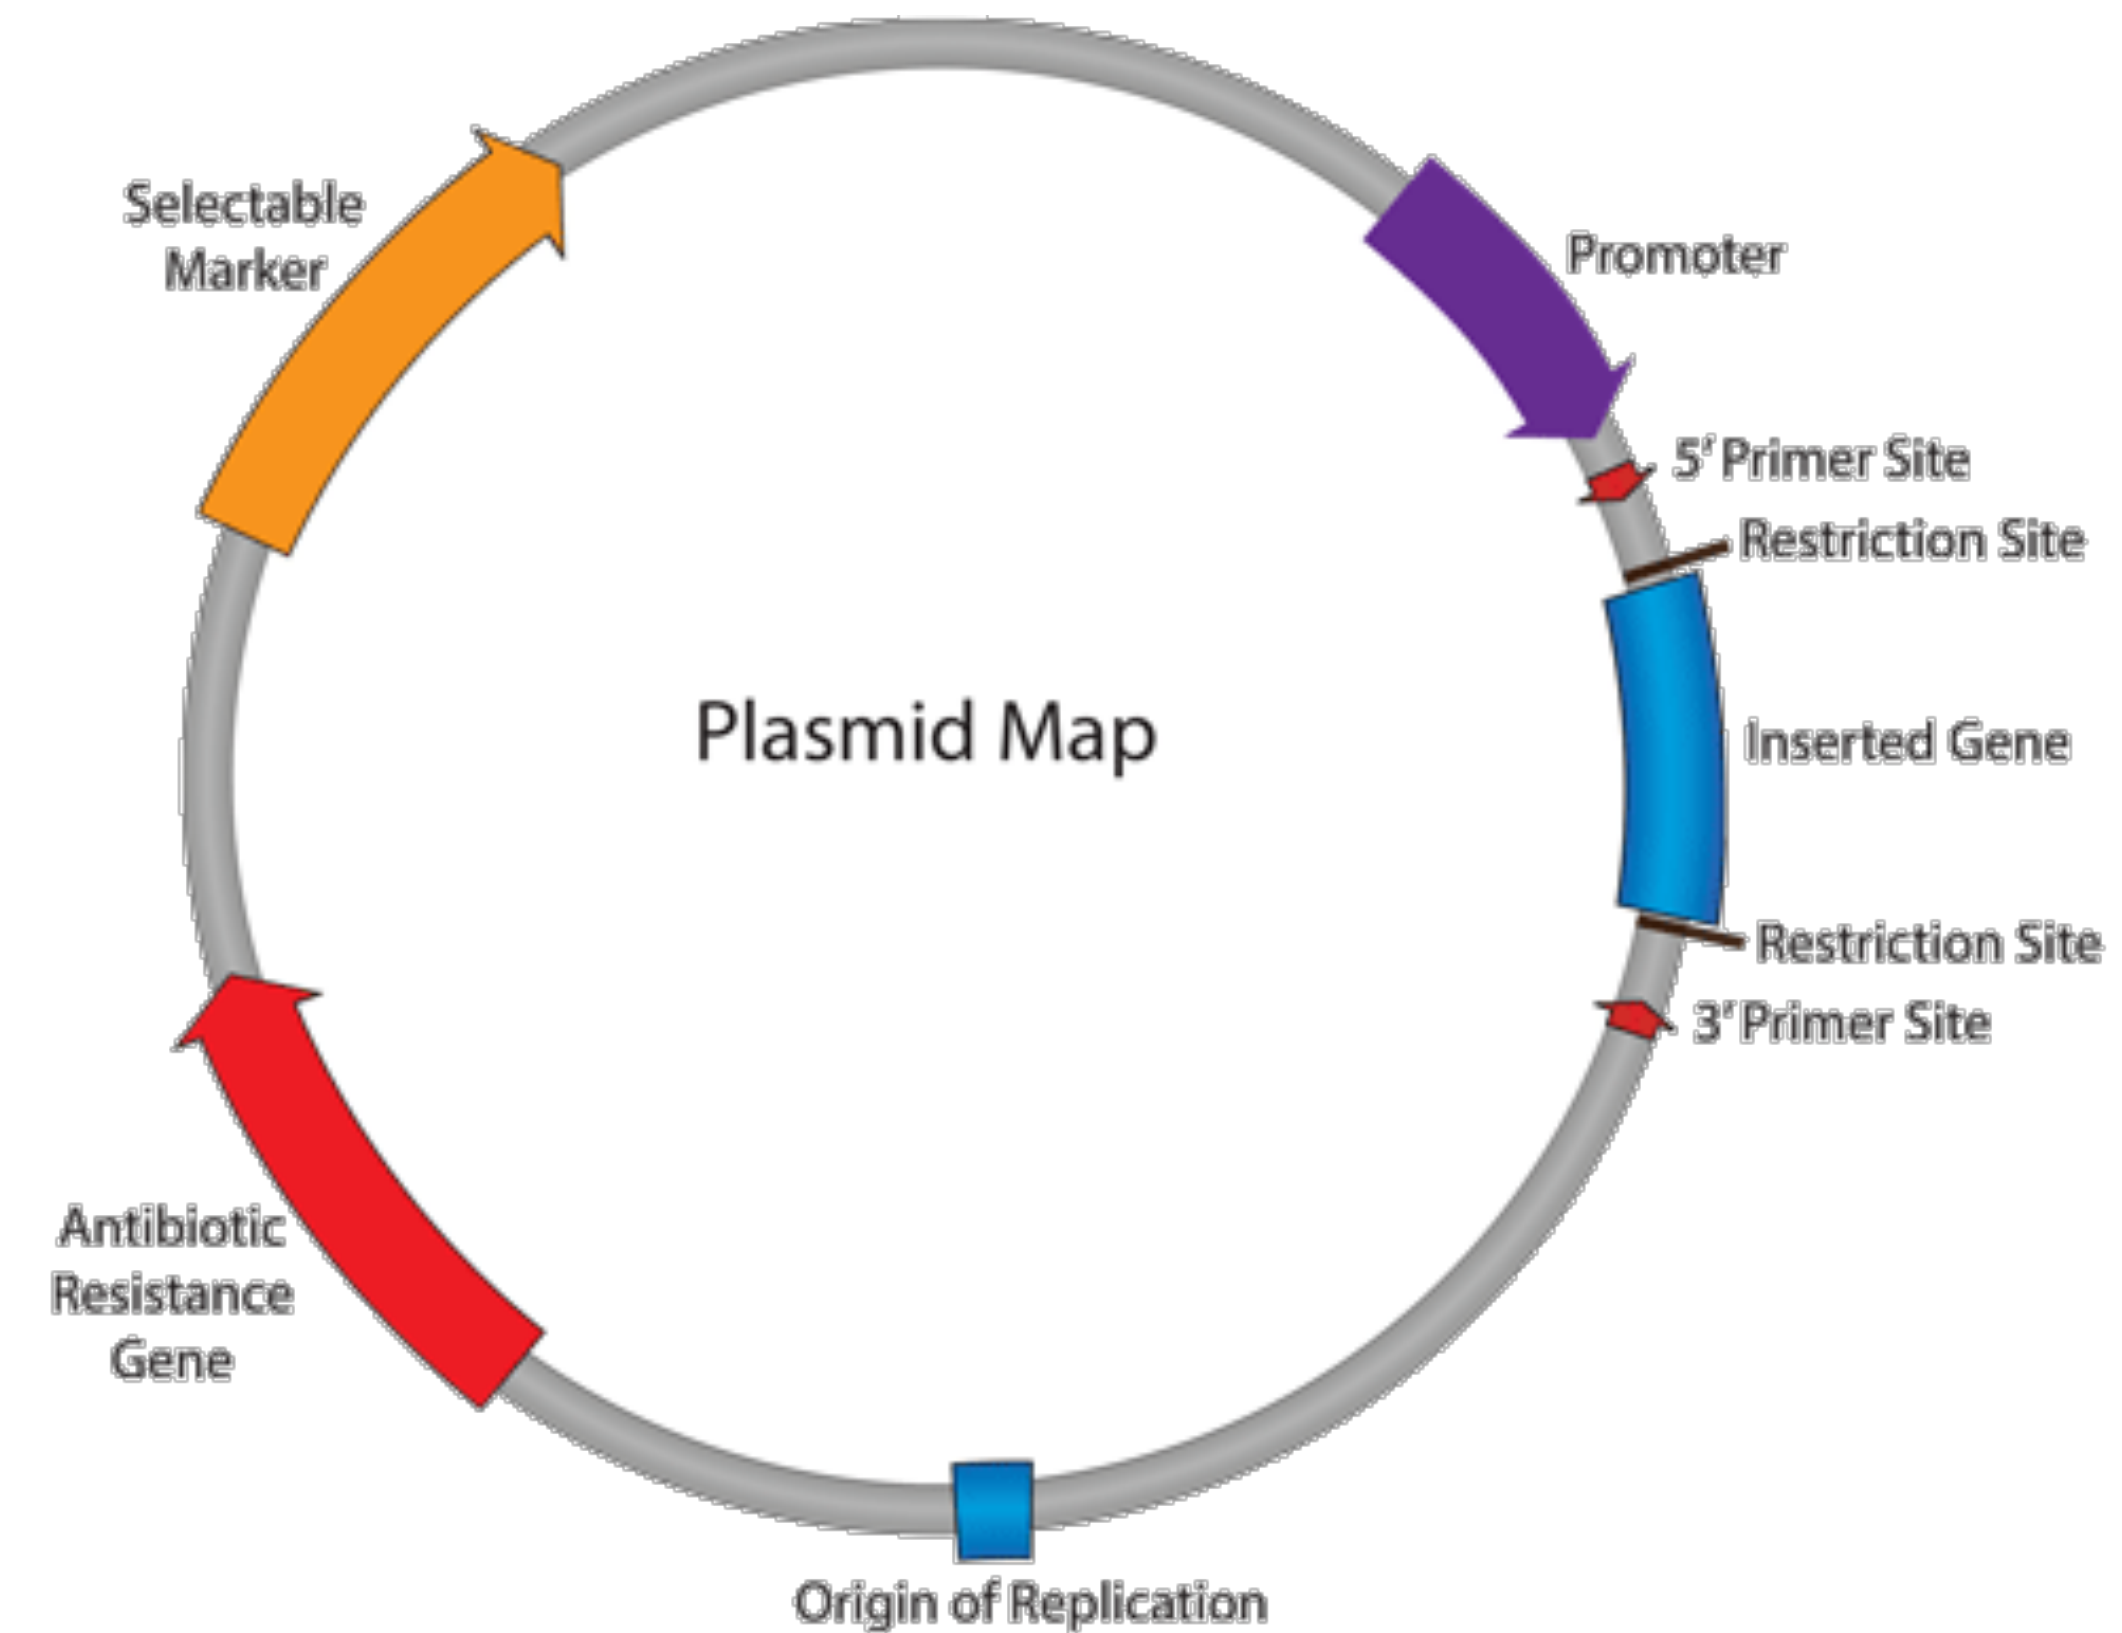 Selectable
Marker
Promoter
5' Primer Site
Restriction Site
Plasmid Map
Inserted Gene
Restriction Site
3' Primer Site
Antibiotic
Resistance
Gene
Origin of Replication